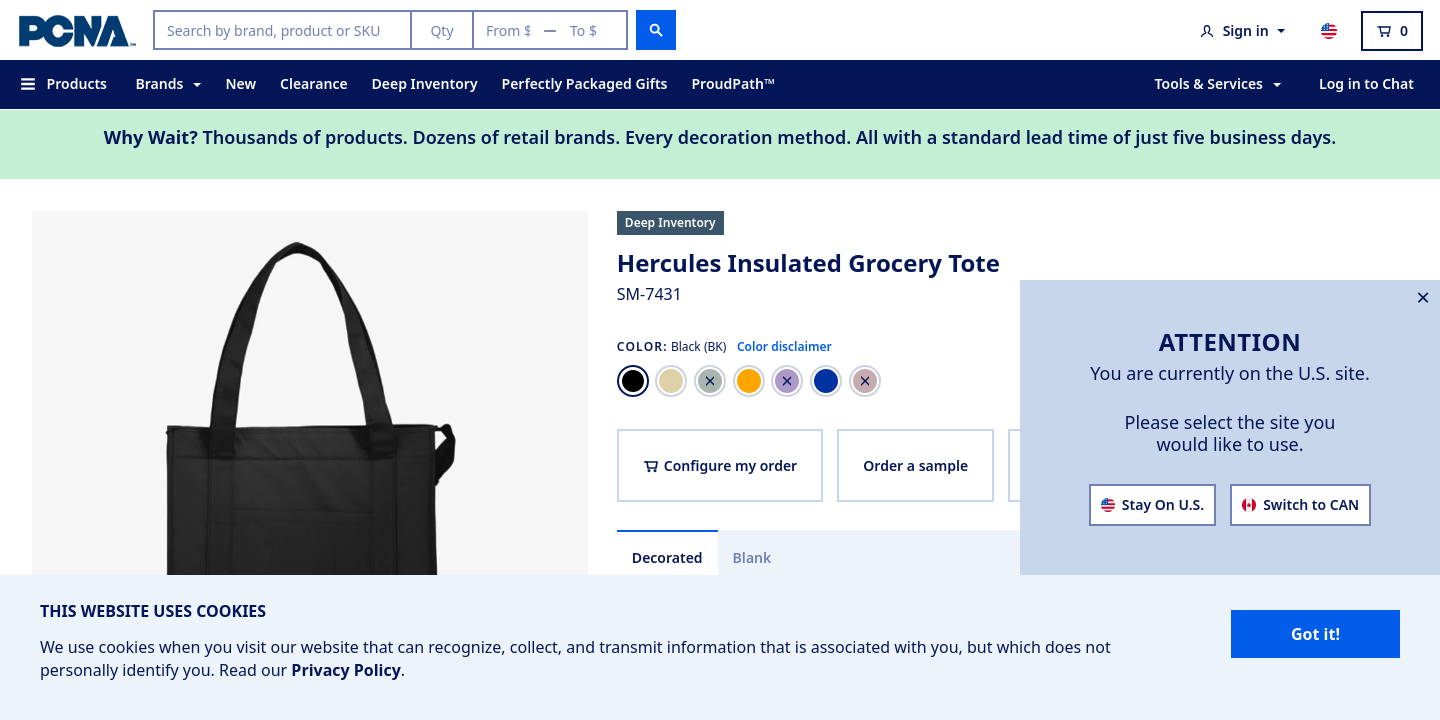 PCNA™
Search by brand, product or SKU
Qty
From $ — To $
Sign in
0
Products
Brands
New
Clearance
Deep Inventory
Perfectly Packaged Gifts
ProudPath™
Tools & Services
Log in to Chat
Why Wait? Thousands of products. Dozens of retail brands. Every decoration method. All with a standard lead time of just five business days.
Deep Inventory
Hercules Insulated Grocery Tote
SM-7431
COLOR: Black (BK) Color disclaimer
Configure my order
Order a sample
Decorated
Blank
ATTENTION
You are currently on the U.S. site.
Please select the site you
would like to use.
Stay On U.S.
Switch to CAN
THIS WEBSITE USES COOKIES
We use cookies when you visit our website that can recognize, collect, and transmit information that is associated with you, but which does not
personally identify you. Read our Privacy Policy.
Got it!